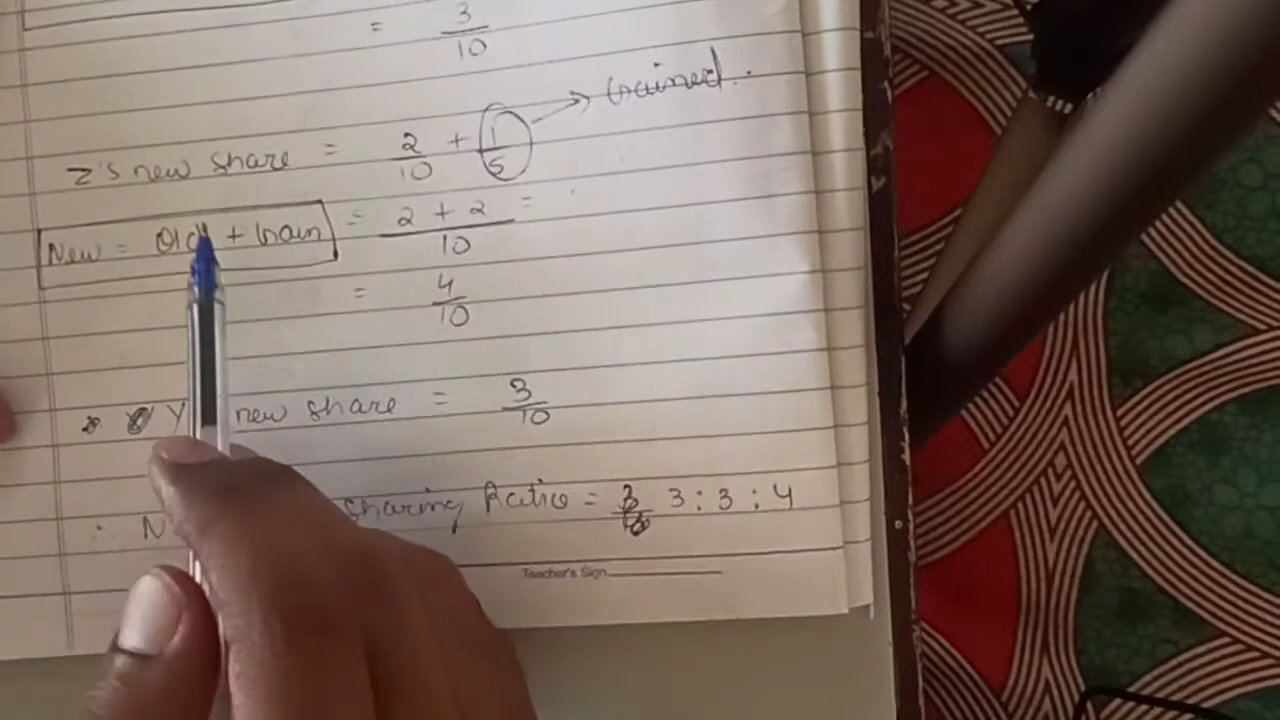 = 3/10
Z's new share = 2/10 + 1/5 → Gained.
New = Old + Gain = 2 + 2/10 =
= 4/10
Y new share = 3/10
∴ N sharing Ratio = 3 : 3 : 4
Teacher's Sign